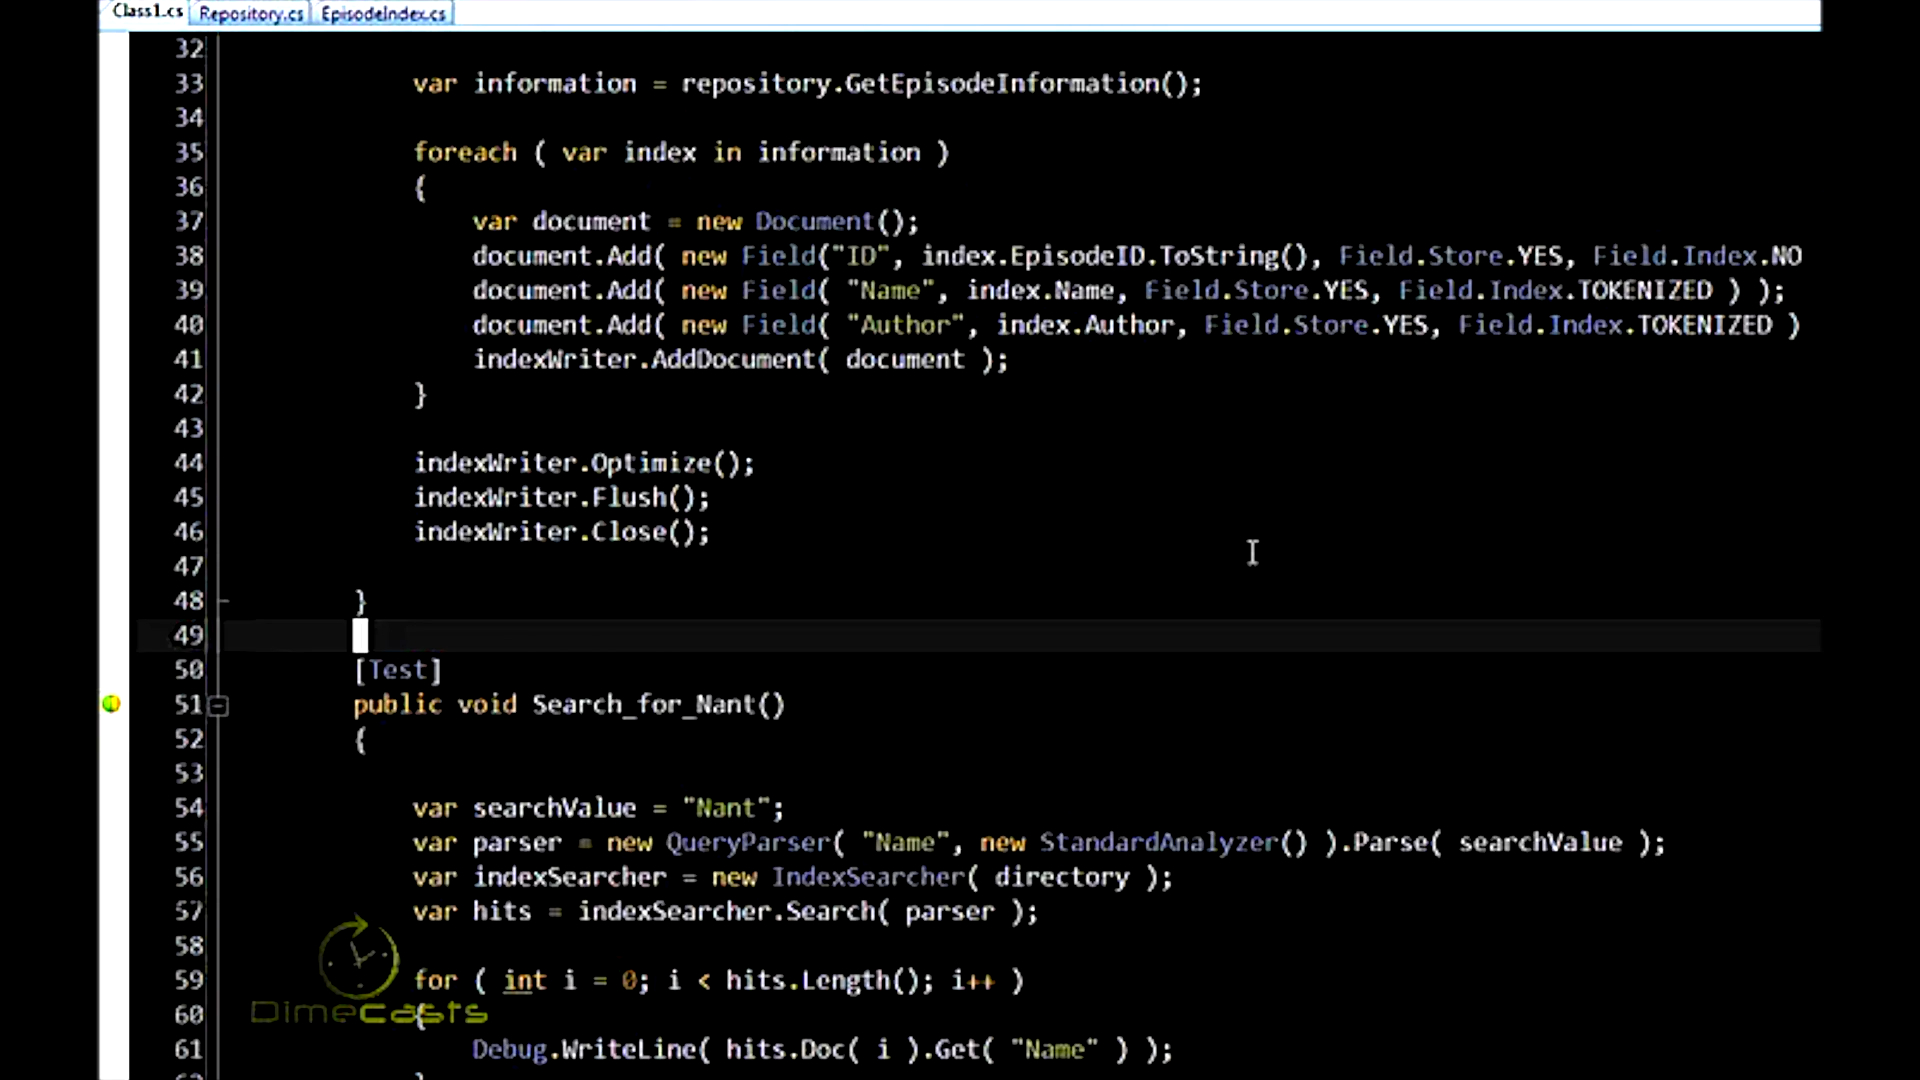 Class1.cs Repository.cs EpisodeIndex.cs
32
33 var information = repository.GetEpisodeInformation();
34
35 foreach ( var index in information )
36 {
37 var document = new Document();
38 document.Add( new Field("ID", index.EpisodeID.ToString(), Field.Store.YES, Field.Index.NO
39 document.Add( new Field( "Name", index.Name, Field.Store.YES, Field.Index.TOKENIZED ) );
40 document.Add( new Field( "Author", index.Author, Field.Store.YES, Field.Index.TOKENIZED )
41 indexWriter.AddDocument( document );
42 }
43
44 indexWriter.Optimize();
45 indexWriter.Flush();
46 indexWriter.Close();
47
48 }
49
50 [Test]
51 public void Search_for_Nant()
52 {
53
54 var searchValue = "Nant";
55 var parser = new QueryParser( "Name", new StandardAnalyzer() ).Parse( searchValue );
56 var indexSearcher = new IndexSearcher( directory );
57 var hits = indexSearcher.Search( parser );
58
59 for ( int i = 0; i < hits.Length(); i++ )
60 {
Dimecasts
61 Debug.WriteLine( hits.Doc( i ).Get( "Name" ) );